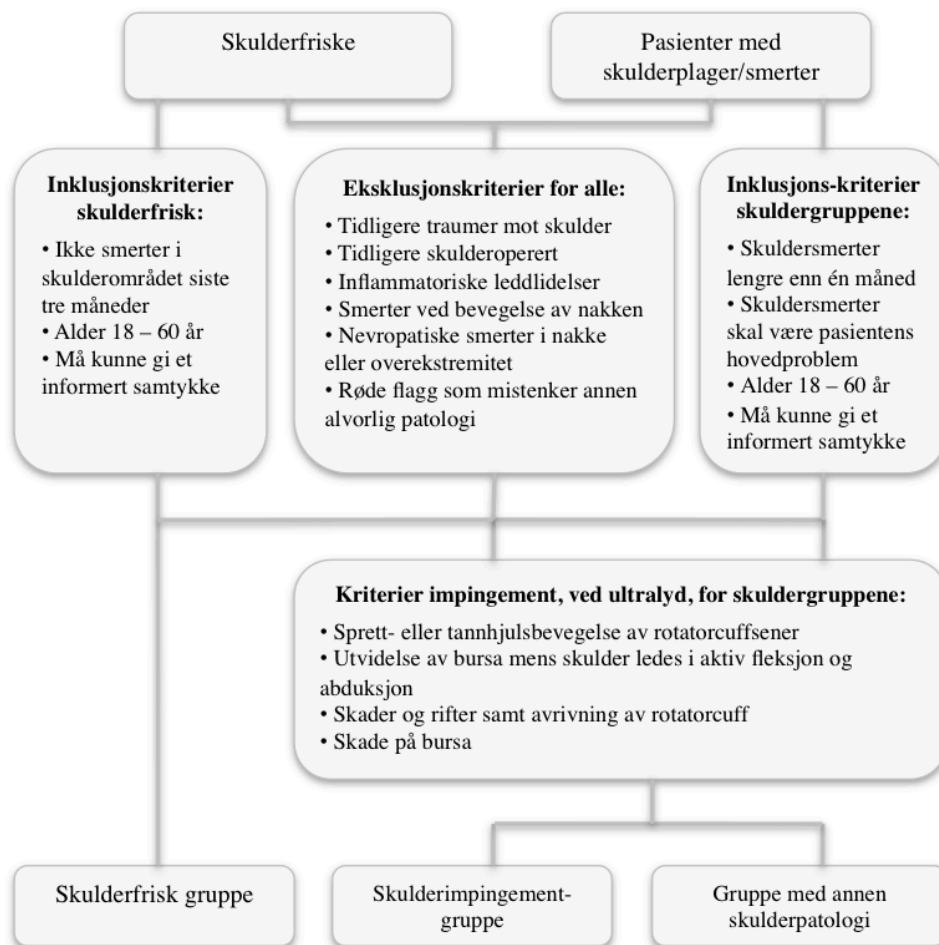 Skulderfriske
Pasienter med
skulderplager/smerter
Inklusjonskriterier
skulderfrisk:
• Ikke smerter i
skulderområdet siste
tre måneder
• Alder 18 – 60 år
• Må kunne gi et
informert samtykke
Eksklusjonskriterier for alle:
• Tidligere traumer mot skulder
• Tidligere skulderoperert
• Inflammatoriske leddlidelser
• Smerter ved bevegelse av nakken
• Nevropatiske smerter i nakke
eller overekstremitet
• Røde flagg som mistenker annen
alvorlig patologi
Inklusjons-kriterier
skuldergruppene:
• Skuldersmerter
lengre enn én måned
• Skuldersmerter
skal være pasientens
hovedproblem
• Alder 18 – 60 år
• Må kunne gi et
informert samtykke
Kriterier impingement, ved ultralyd, for skuldergruppene:
• Sprett- eller tannhjulsbevegelse av rotatorcuffsener
• Utvidelse av bursa mens skulder ledes i aktiv fleksjon og
abduksjon
• Skader og rifter samt avrivning av rotatorcuff
• Skade på bursa
Skulderfrisk gruppe
Skulderimpingement-
gruppe
Gruppe med annen
skulderpatologi